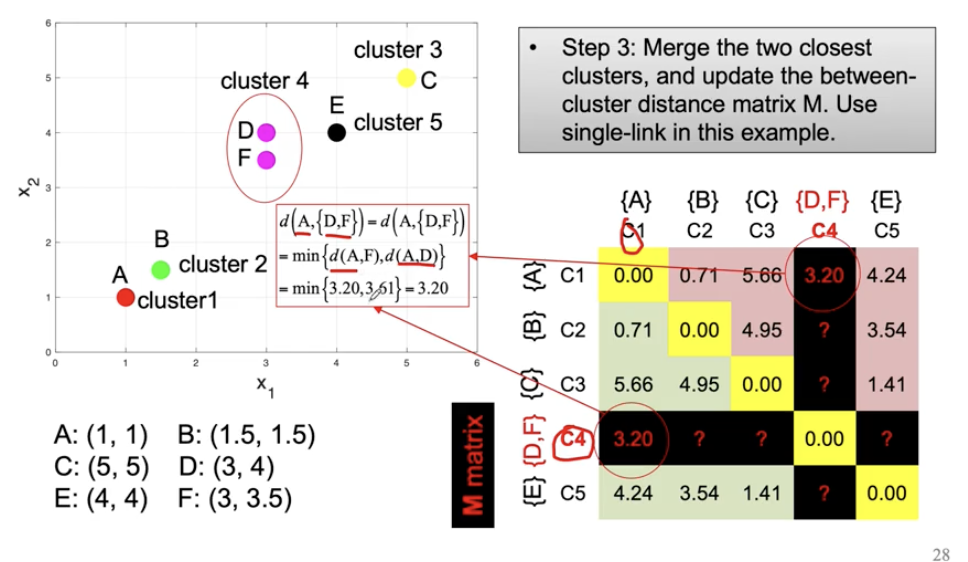 6
5
4
3
2
1
0
0 1 2 3 4 5 6
x2
x1
cluster 3
C
cluster 4
E
cluster 5
D
F
B
cluster 2
A
cluster1
d(A,{D,F}) = d(A,{D,F})
= min{d(A,F),d(A,D)}
= min{3.20,3.61} = 3.20
A: (1, 1) B: (1.5, 1.5)
C: (5, 5) D: (3, 4)
E: (4, 4) F: (3, 3.5)
• Step 3: Merge the two closest
clusters, and update the between-
cluster distance matrix M. Use
single-link in this example.
{A} {B} {C} {D,F} {E}
C1 C2 C3 C4 C5
{A} C1 0.00 0.71 5.66 3.20 4.24
{B} C2 0.71 0.00 4.95 ? 3.54
{C} C3 5.66 4.95 0.00 ? 1.41
{D,F} C4 3.20 ? ? 0.00 ?
{E} C5 4.24 3.54 1.41 ? 0.00
M matrix
28